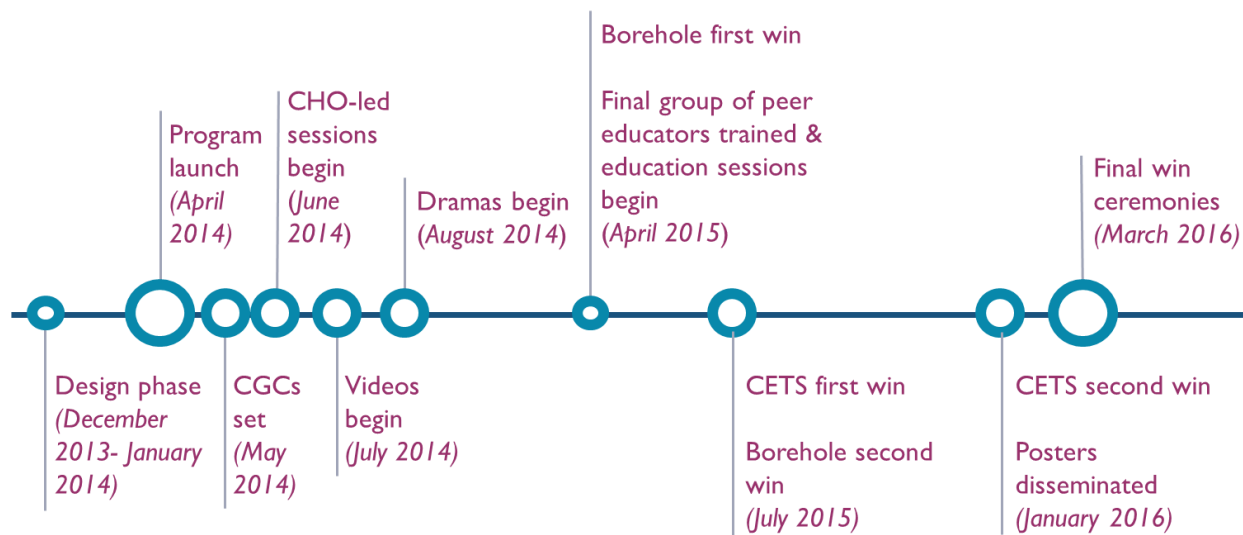 Design phase
(December
2013- January
2014)
Program
launch
(April
2014)
CGCs
set
(May
2014)
CHO-led
sessions
begin
(June
2014)
Videos
begin
(July 2014)
Dramas begin
(August 2014)
Borehole first win
Final group of peer
educators trained &
education sessions
begin
(April 2015)
CETS first win
Borehole second
win
(July 2015)
CETS second win
Posters
disseminated
(January 2016)
Final win
ceremonies
(March 2016)